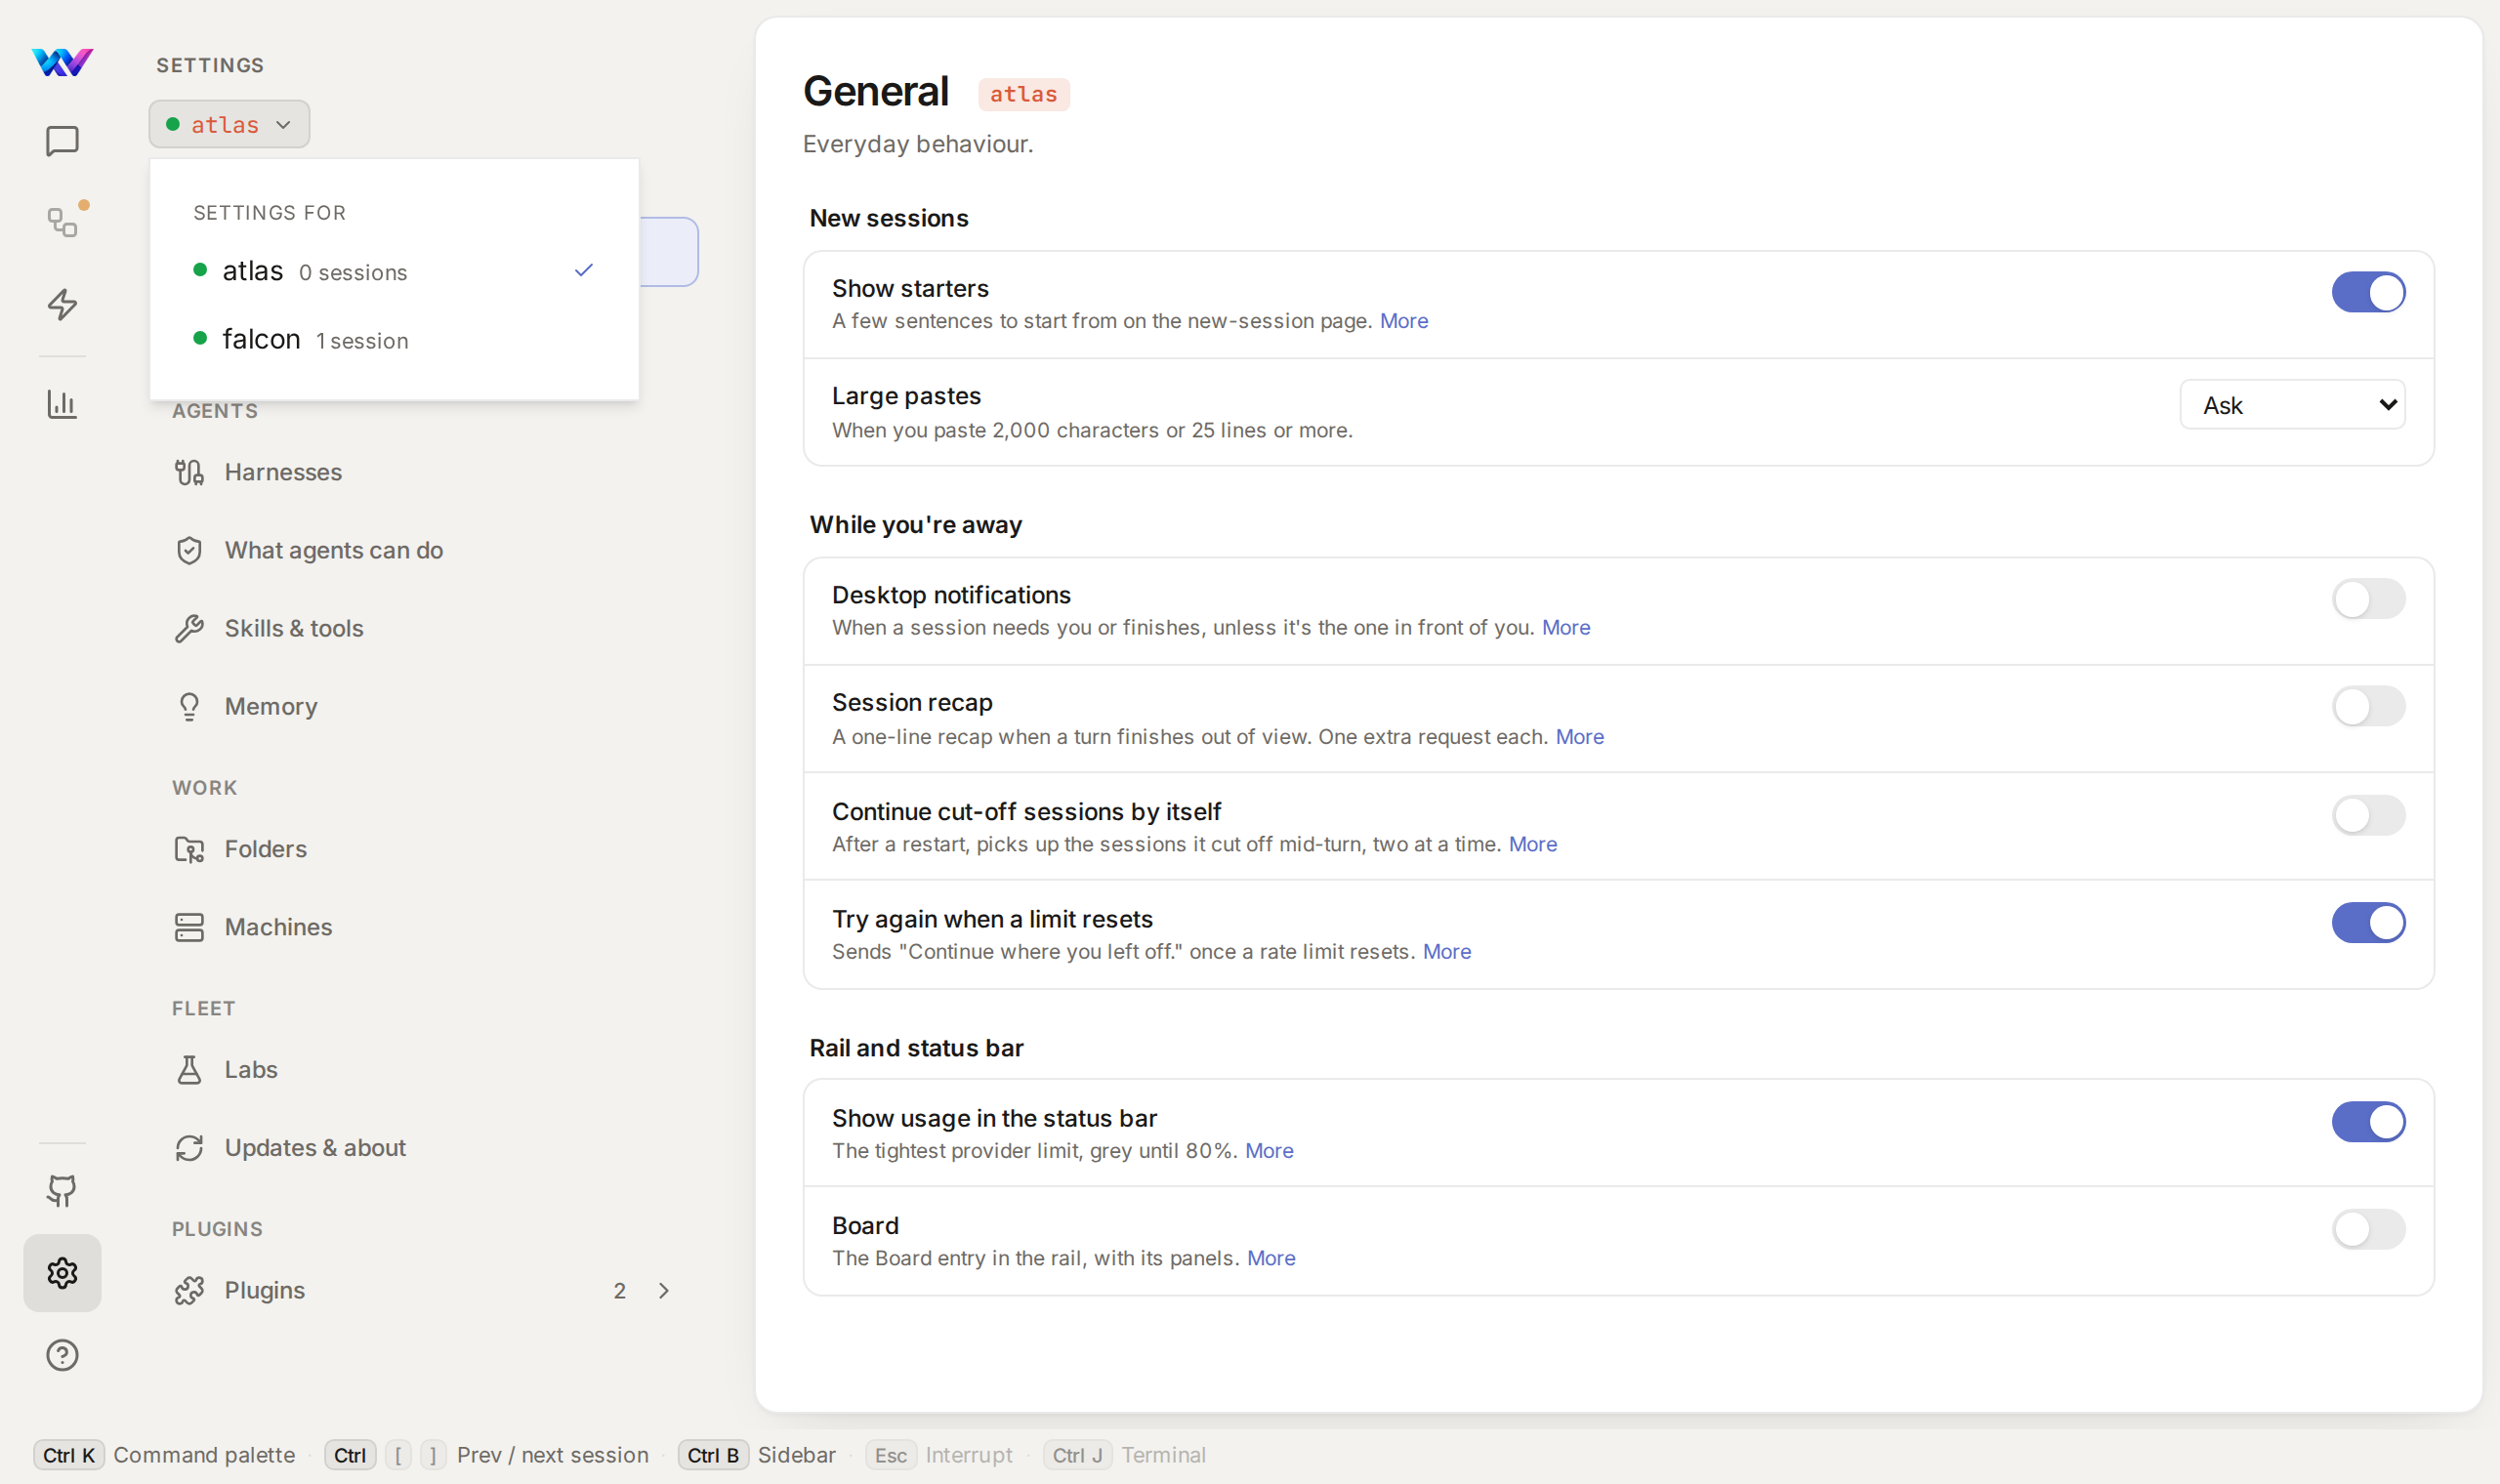 SETTINGS
atlas
SETTINGS FOR
atlas 0 sessions
falcon 1 session
AGENTS
Harnesses
What agents can do
Skills & tools
Memory
WORK
Folders
Machines
FLEET
Labs
Updates & about
PLUGINS
Plugins 2
General atlas
Everyday behaviour.
New sessions
Show starters
A few sentences to start from on the new-session page. More
Large pastes
When you paste 2,000 characters or 25 lines or more.
Ask
While you're away
Desktop notifications
When a session needs you or finishes, unless it's the one in front of you. More
Session recap
A one-line recap when a turn finishes out of view. One extra request each. More
Continue cut-off sessions by itself
After a restart, picks up the sessions it cut off mid-turn, two at a time. More
Try again when a limit resets
Sends "Continue where you left off." once a rate limit resets. More
Rail and status bar
Show usage in the status bar
The tightest provider limit, grey until 80%. More
Board
The Board entry in the rail, with its panels. More
Ctrl K Command palette · Ctrl [ ] Prev / next session · Ctrl B Sidebar · Esc Interrupt · Ctrl J Terminal